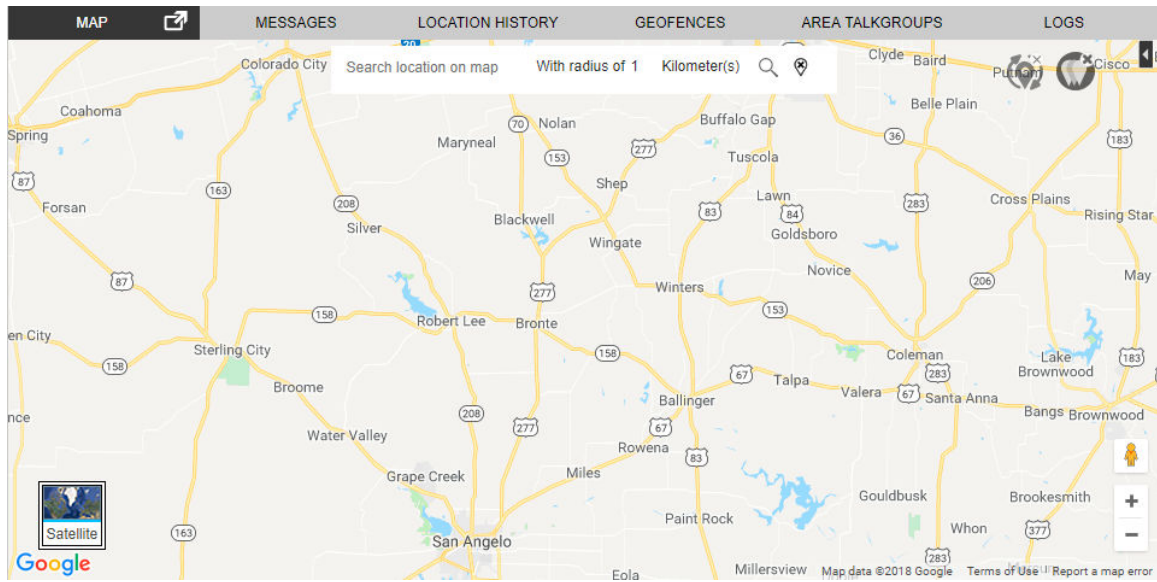 MAP MESSAGES LOCATION HISTORY GEOFENCES AREA TALKGROUPS LOGS
20
Colorado City Search location on map With radius of 1 Kilometer(s) Clyde Baird Putnam Cisco
Coahoma Belle Plain
Spring Maryneal 70 Nolan Buffalo Gap 36 183
153 277 Tuscola
87 163 Shep Lawn Cross Plains
Forsan 208 Silver Blackwell 83 84 283 Rising Star
Wingate Goldsboro
87 277 Winters Novice 206 May
158 Robert Lee Bronte 153
en City Sterling City 158 Coleman Lake Brownwood 183
158 Broome 67 Talpa 283
Ballinger Valera 67 Santa Anna
nce 208 277 67 Bangs Brownwood
Water Valley Rowena 83
Grape Creek Miles
Gouldbusk Brookesmith
Satellite 163 San Angelo Paint Rock Whon 377
Google Eola Millersview 283
Map data ©2018 Google Terms of Use Report a map error